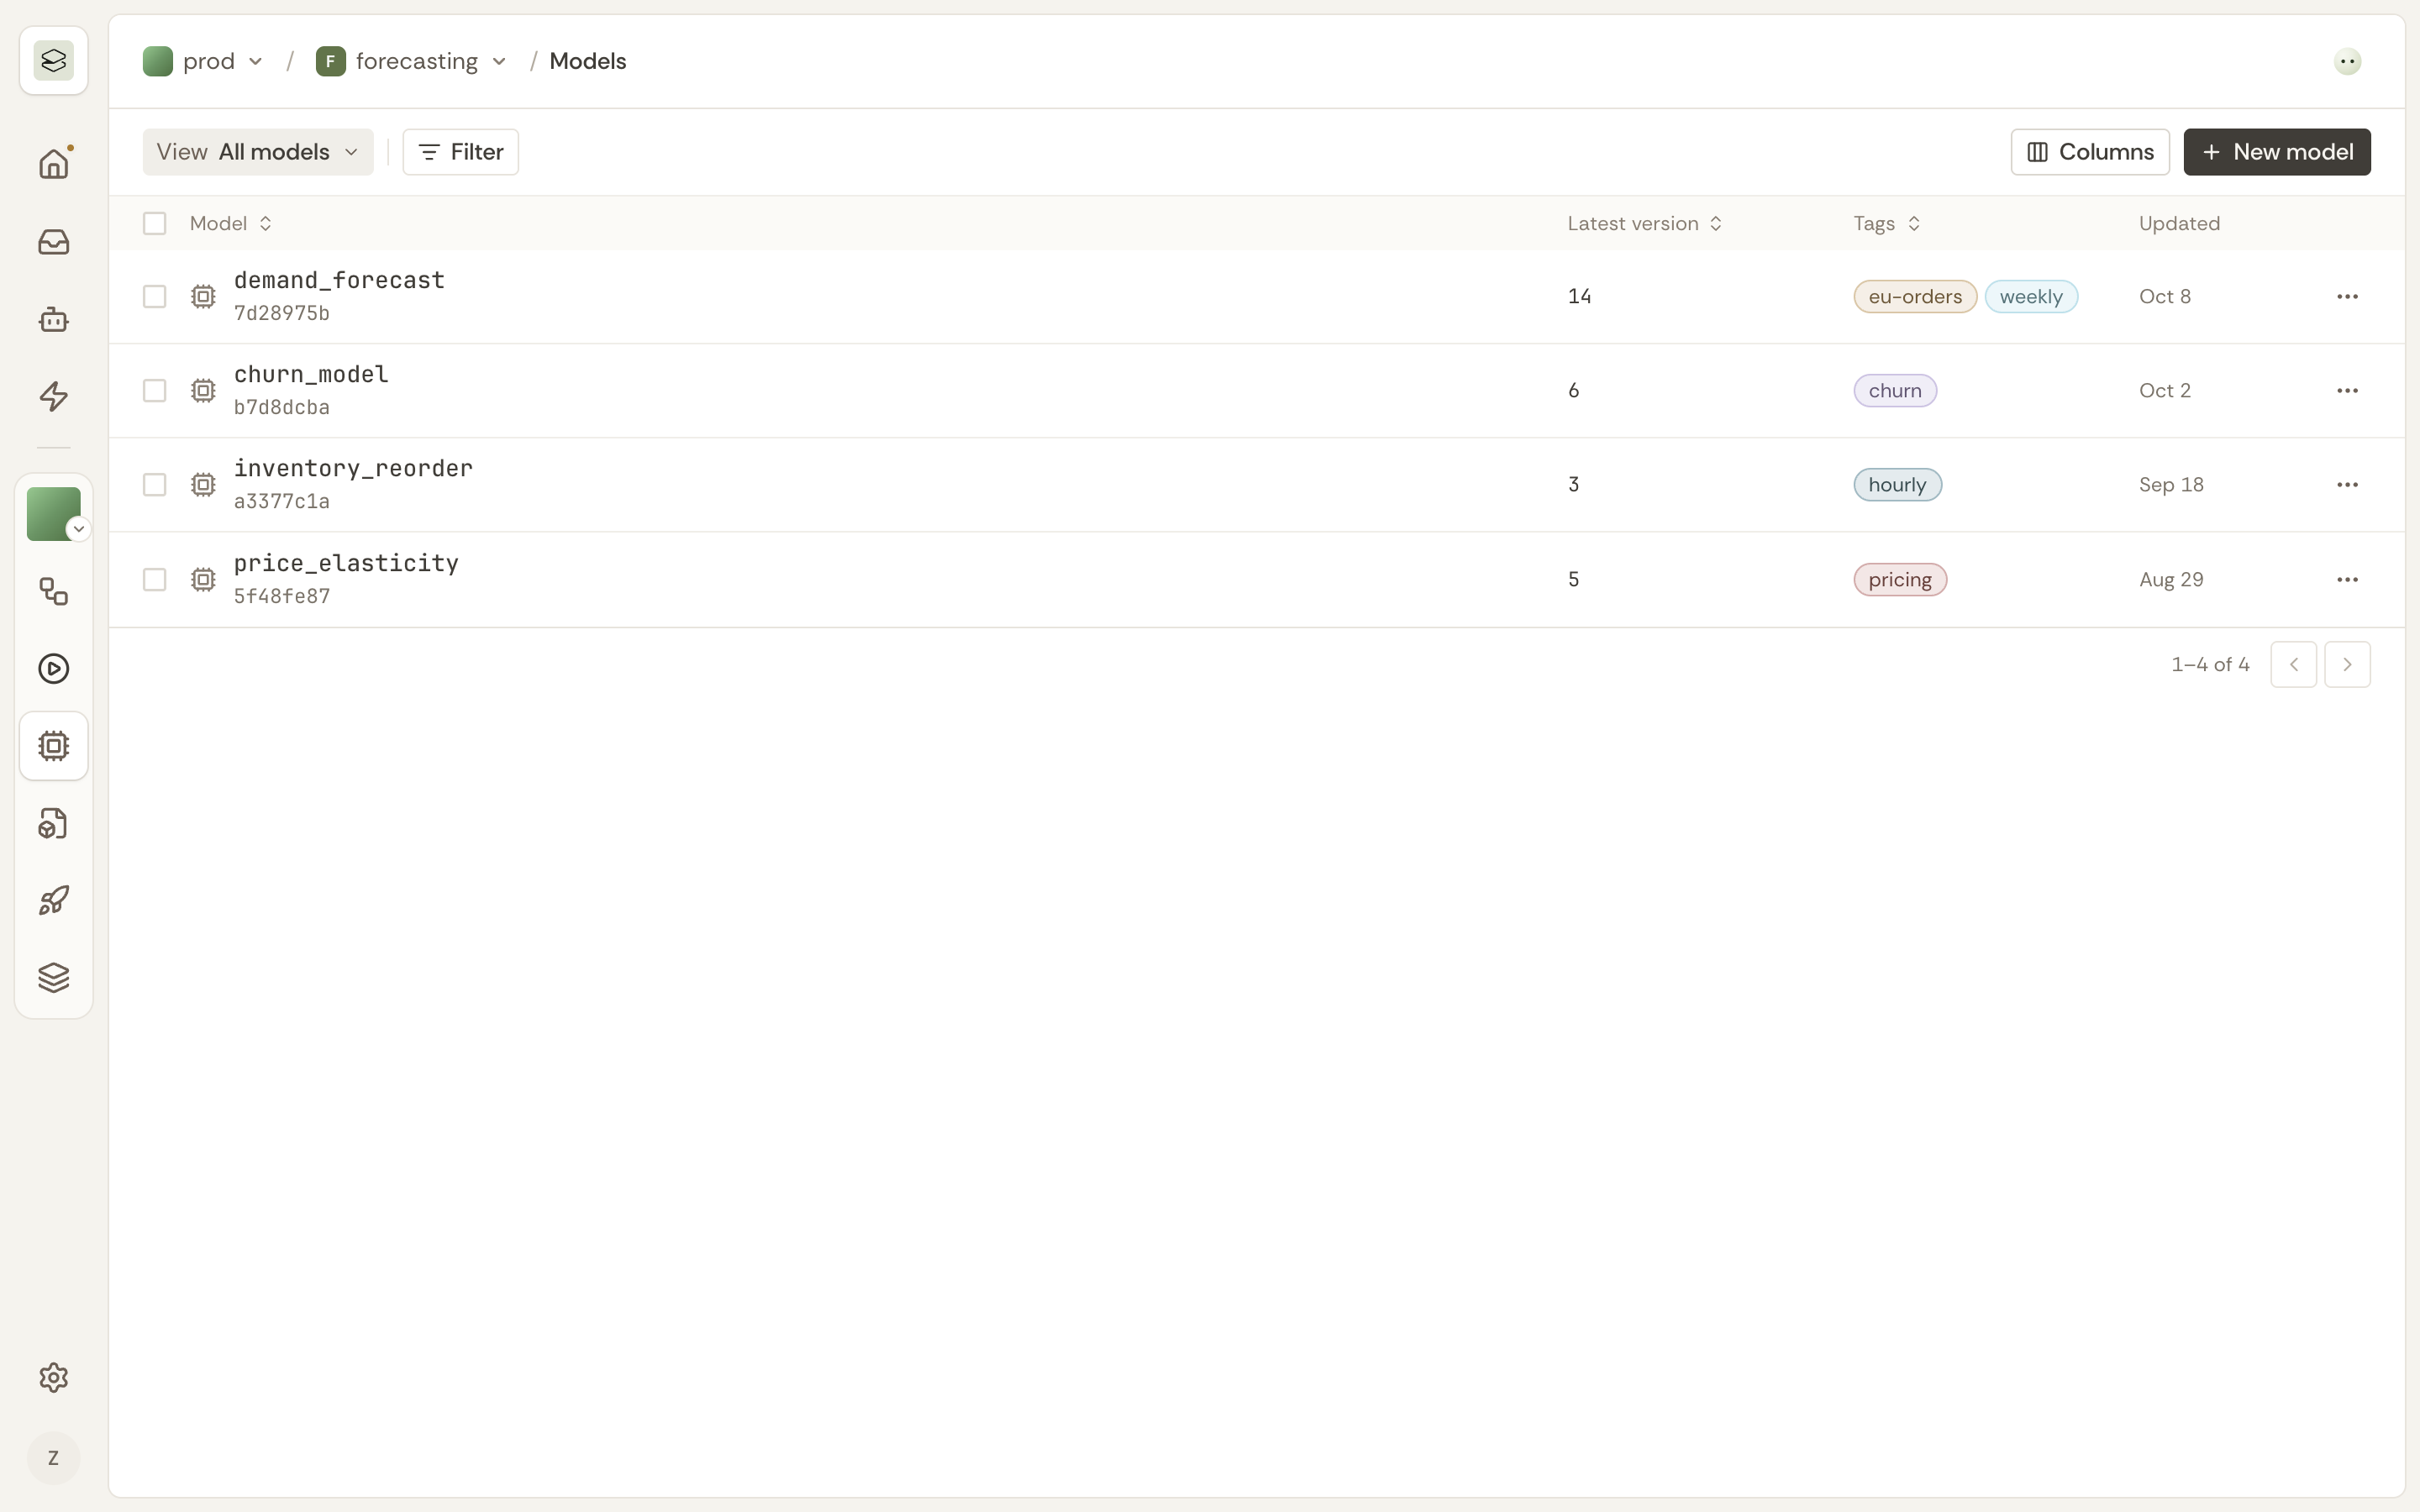 prod / F forecasting / Models
View All models Filter Columns New model
Model Latest version Tags Updated
demand_forecast
7d28975b
14 eu-orders weekly Oct 8
churn_model
b7d8dcba
6 churn Oct 2
inventory_reorder
a3377c1a
3 hourly Sep 18
price_elasticity
5f48fe87
5 pricing Aug 29
1–4 of 4
Z